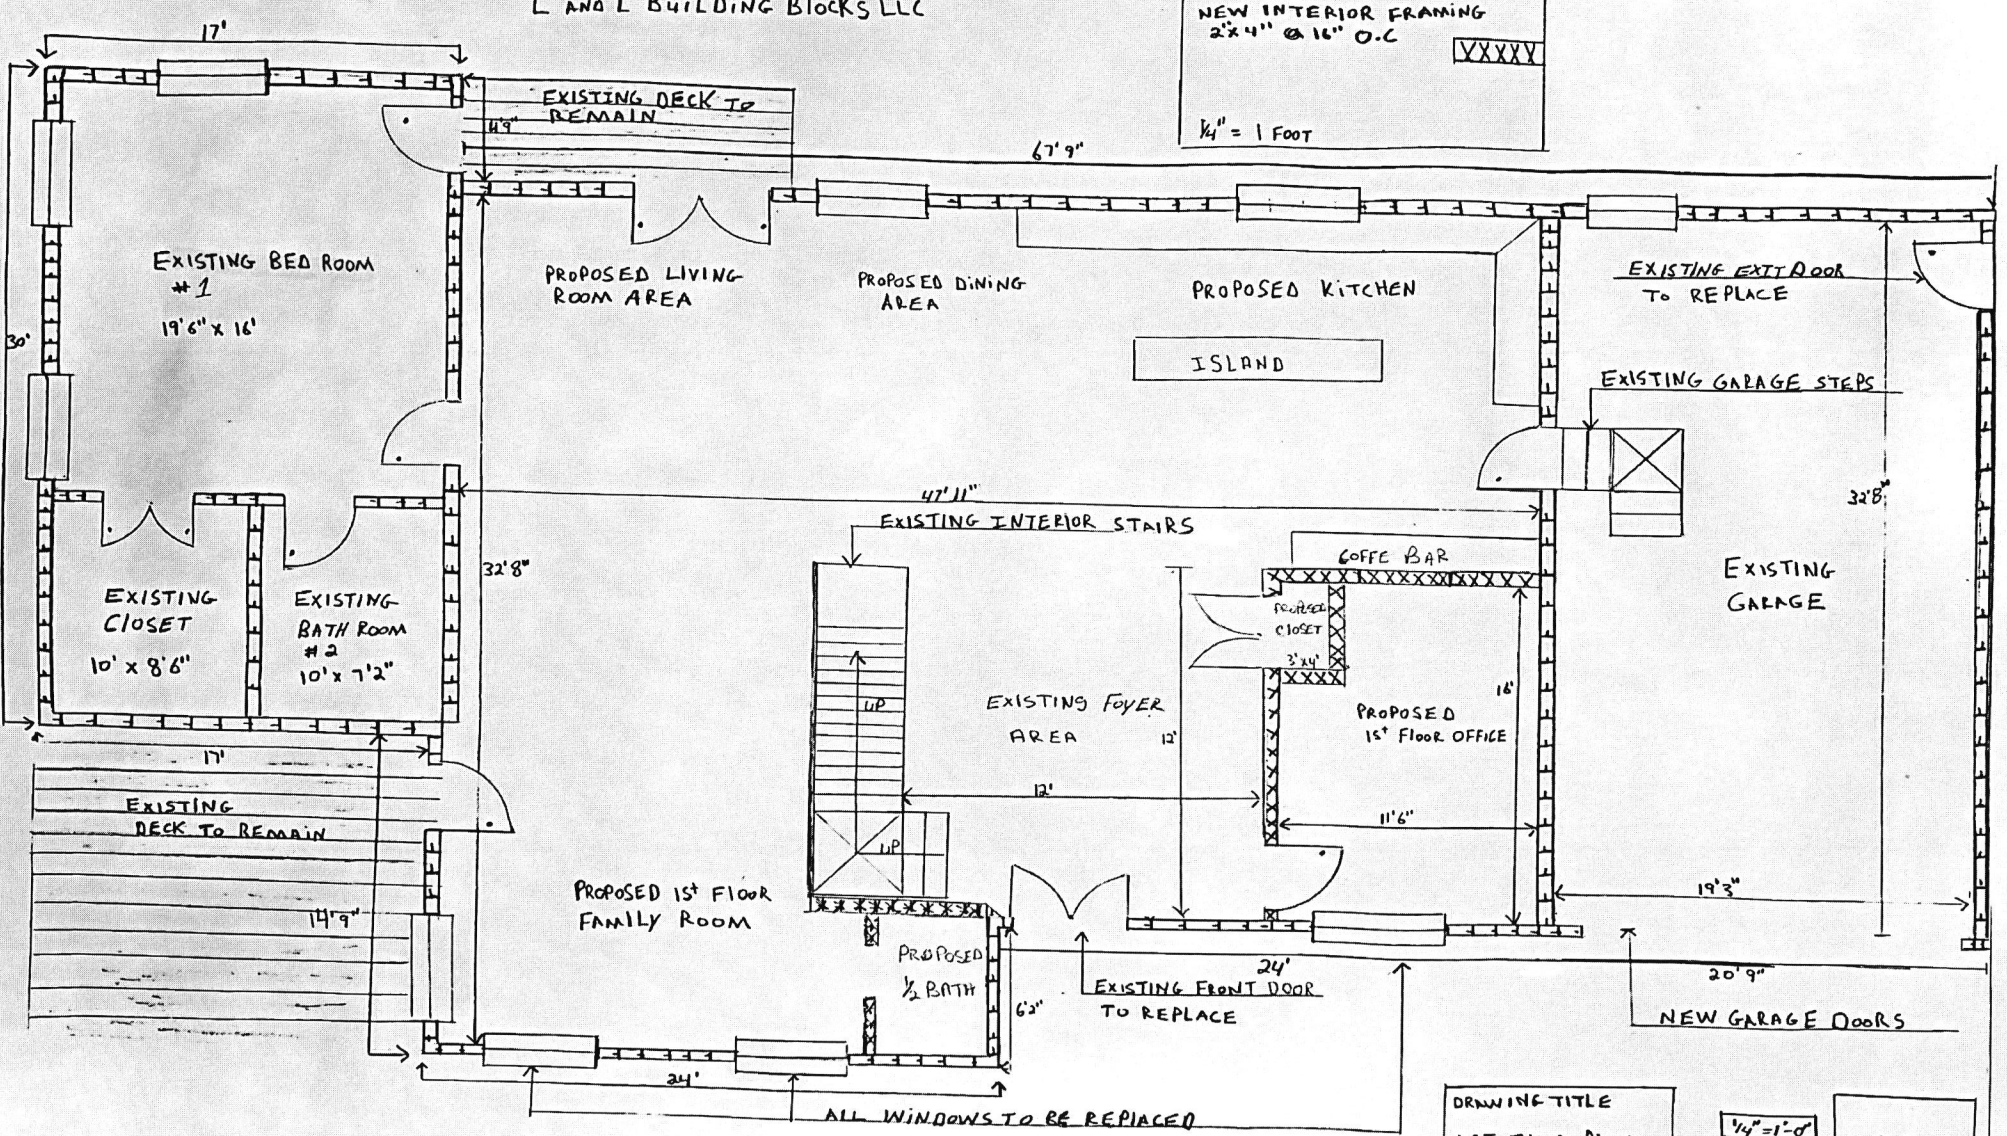 L AND L BUILDING BLOCKS LLC
NEW INTERIOR FRAMING
2"x4" @ 16" O.C
1/4" = 1 FOOT
17'
EXISTING DECK TO
REMAIN
4'9"
67'9"
EXISTING BED ROOM
#1
19'6" x 16'
30'
PROPOSED LIVING
ROOM AREA
PROPOSED DINING
AREA
PROPOSED KITCHEN
ISLAND
EXISTING EXIT DOOR
TO REPLACE
EXISTING GARAGE STEPS
32'8"
47'11"
EXISTING INTERIOR STAIRS
COFFE BAR
32'8"
EXISTING
CLOSET
10' x 8'6"
EXISTING
BATH ROOM
#2
10' x 7'2"
EXISTING
GARAGE
PROPOSED
CLOSET
3'x4'
UP
EXISTING FOYER
AREA
12'
16'
PROPOSED
1st FLOOR OFFICE
17'
12'
11'6"
EXISTING
DECK TO REMAIN
UP
14'9"
PROPOSED 1st FLOOR
FAMILY ROOM
19'3"
PROPOSED
1/2 BATH
24'
20'9"
6'2"
EXISTING FRONT DOOR
TO REPLACE
NEW GARAGE DOORS
24'
ALL WINDOWS TO BE REPLACED
DRAWING TITLE
1/4"=1'-0"